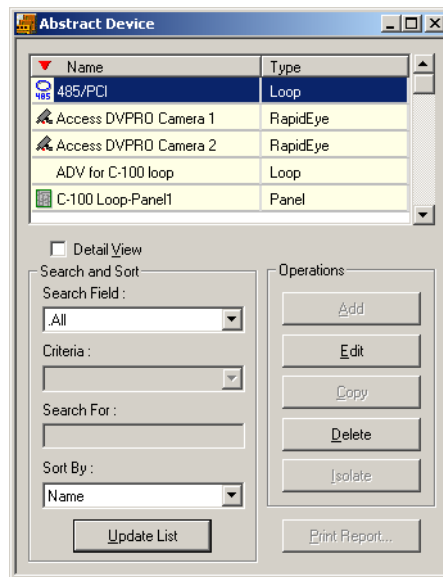 Abstract Device
Name Type
485 485/PCI Loop
Access DVPRO Camera 1 RapidEye
Access DVPRO Camera 2 RapidEye
ADV for C-100 loop Loop
C-100 Loop-Panel1 Panel
Detail View
Search and Sort
Search Field :
.All
Criteria :
Search For :
Sort By :
Name
Update List
Operations
Add
Edit
Copy
Delete
Isolate
Print Report...